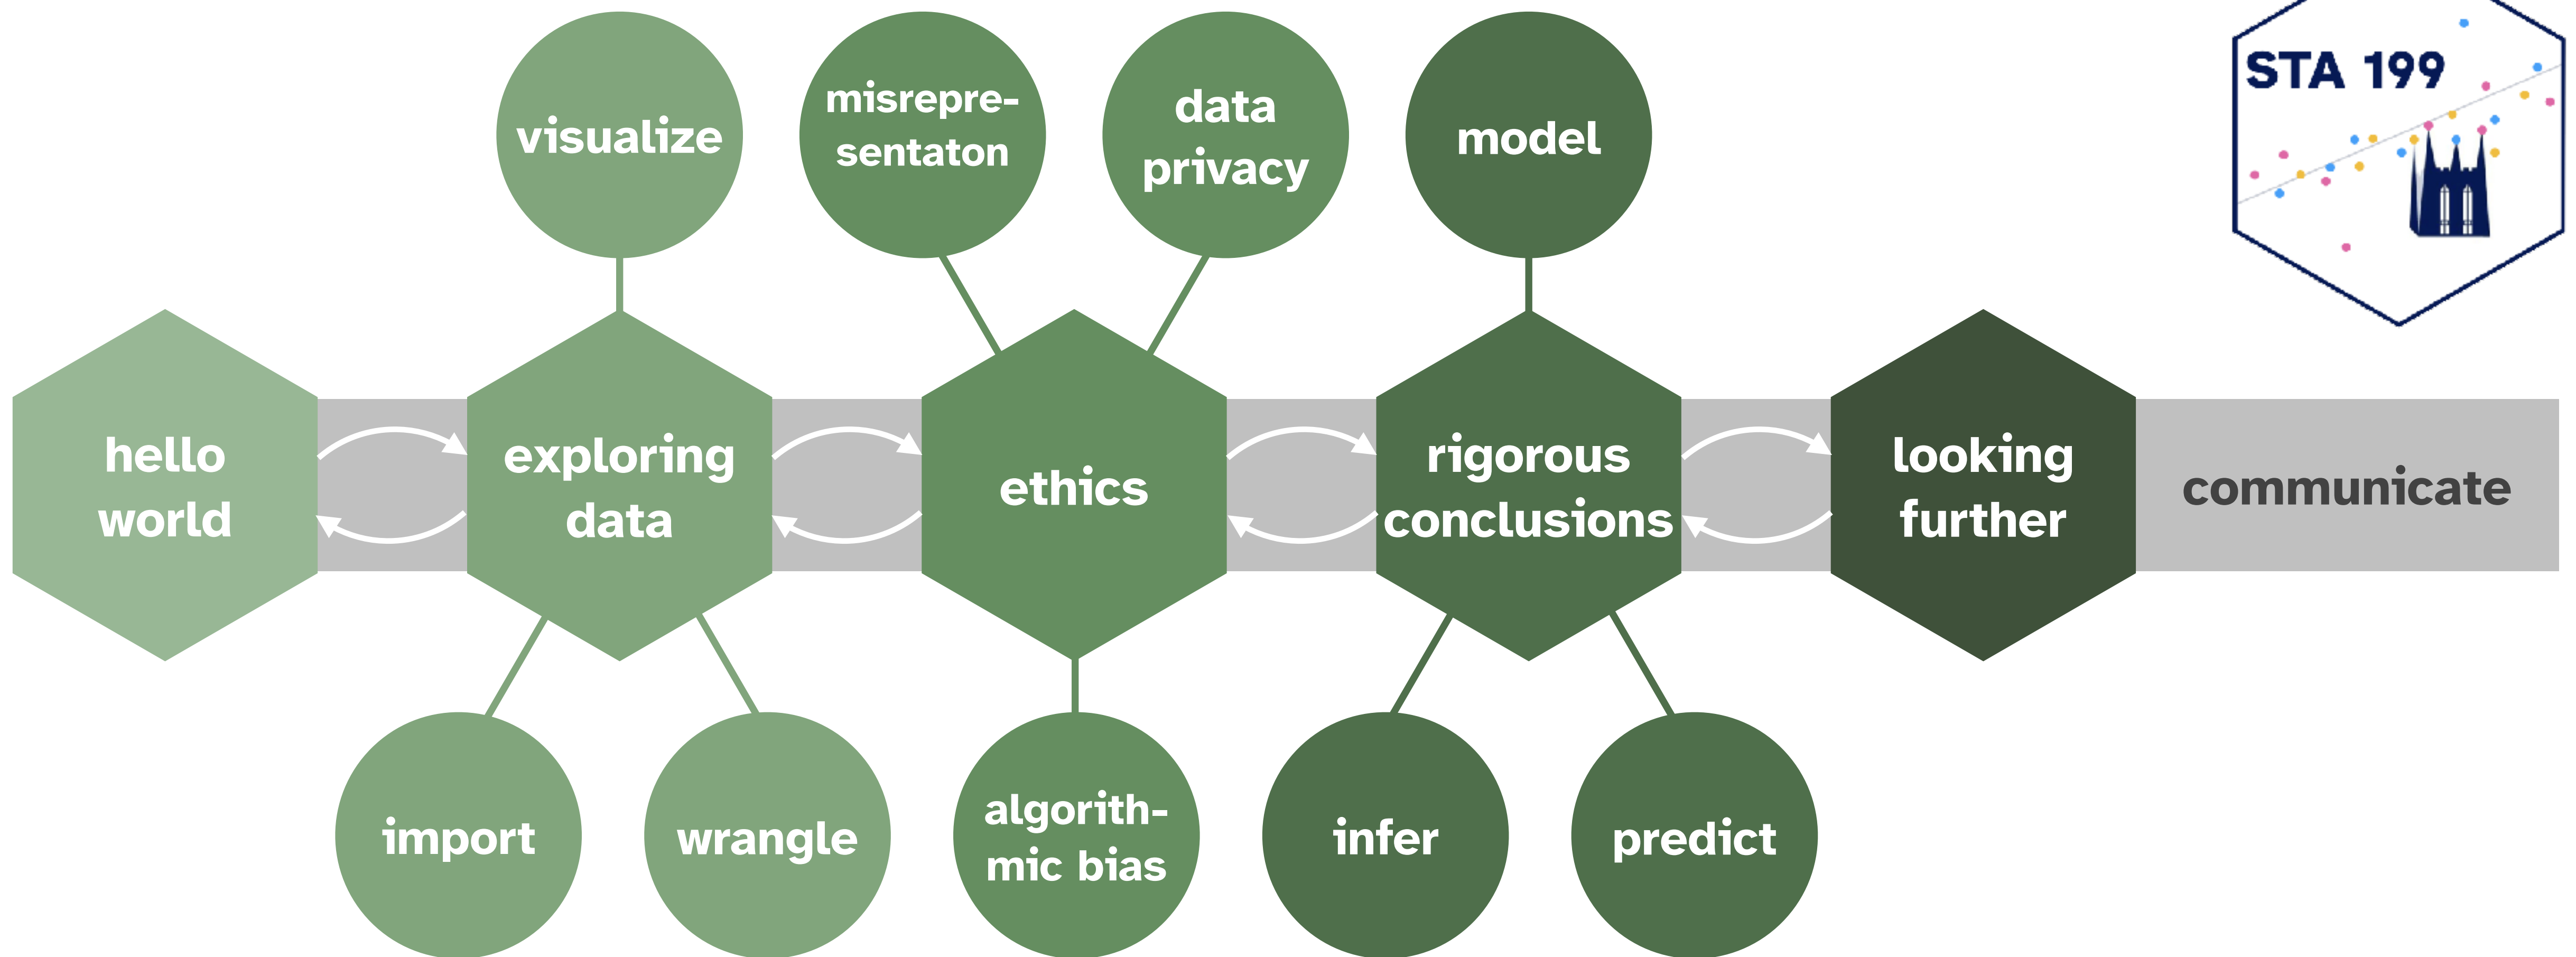 STA 199
visualize
misrepre-
sentaton
data
privacy
model
hello
world
exploring
data
ethics
rigorous
conclusions
looking
further
communicate
import
wrangle
algorith-
mic bias
infer
predict